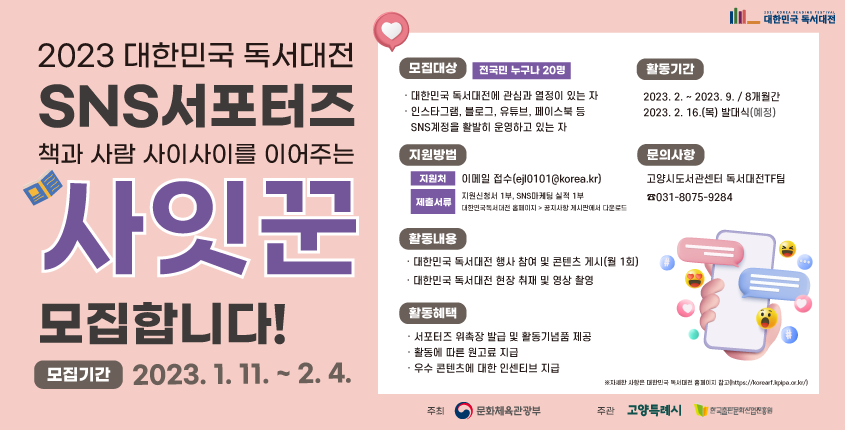 2021 KOREA READING FESTIVAL
대한민국 독서대전
2023 대한민국 독서대전
SNS서포터즈
책과 사람 사이사이를 이어주는
사잇꾼
모집합니다!
모집기간 2023. 1. 11. ~ 2. 4.
모집대상 전국민 누구나 20명
· 대한민국 독서대전에 관심과 열정이 있는 자
· 인스타그램, 블로그, 유튜브, 페이스북 등
SNS계정을 활발히 운영하고 있는 자
지원방법
지원처 이메일 접수(ejl0101@korea.kr)
제출서류 지원신청서 1부, SNS마케팅 실적 1부
대한민국독서대전 홈페이지 > 공지사항 게시판에서 다운로드
활동내용
· 대한민국 독서대전 행사 참여 및 콘텐츠 게시(월 1회)
· 대한민국 독서대전 현장 취재 및 영상 촬영
활동혜택
· 서포터즈 위촉장 발급 및 활동기념품 제공
· 활동에 따른 원고료 지급
· 우수 콘텐츠에 대한 인센티브 지급
활동기간
2023. 2. ~ 2023. 9. / 8개월간
2023. 2. 16.(목) 발대식(예정)
문의사항
고양시도서관센터 독서대전TF팀
☎031-8075-9284
#
#
※자세한 사항은 대한민국 독서대전 홈페이지 참고(https://korearf.kpipa.or.kr/)
주최 문화체육관광부 주관 고양특례시 한국출판문화산업진흥원